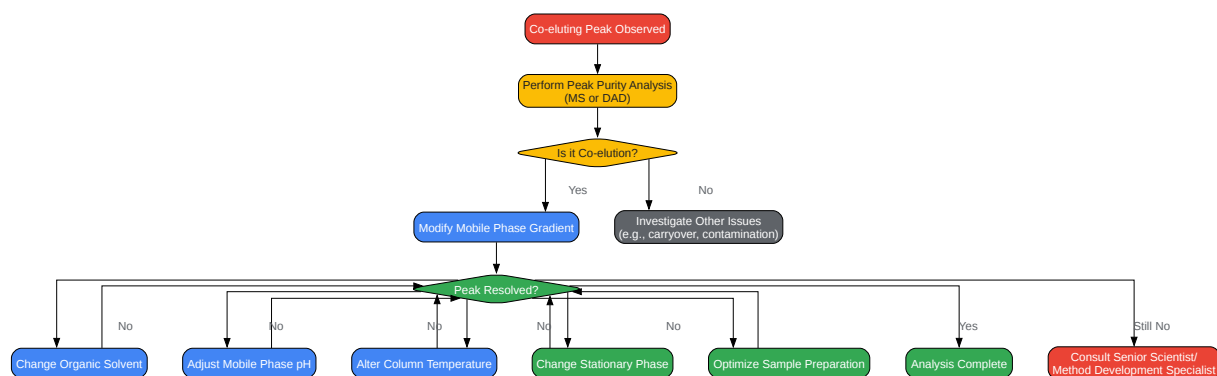 Co-eluting Peak Observed
Perform Peak Purity Analysis
(MS or DAD)
Is it Co-elution?
Yes
No
Modify Mobile Phase Gradient
Investigate Other Issues
(e.g., carryover, contamination)
Peak Resolved?
No
No
No
No
No
Yes
Still No
Change Organic Solvent
Adjust Mobile Phase pH
Alter Column Temperature
Change Stationary Phase
Optimize Sample Preparation
Analysis Complete
Consult Senior Scientist/
Method Development Specialist